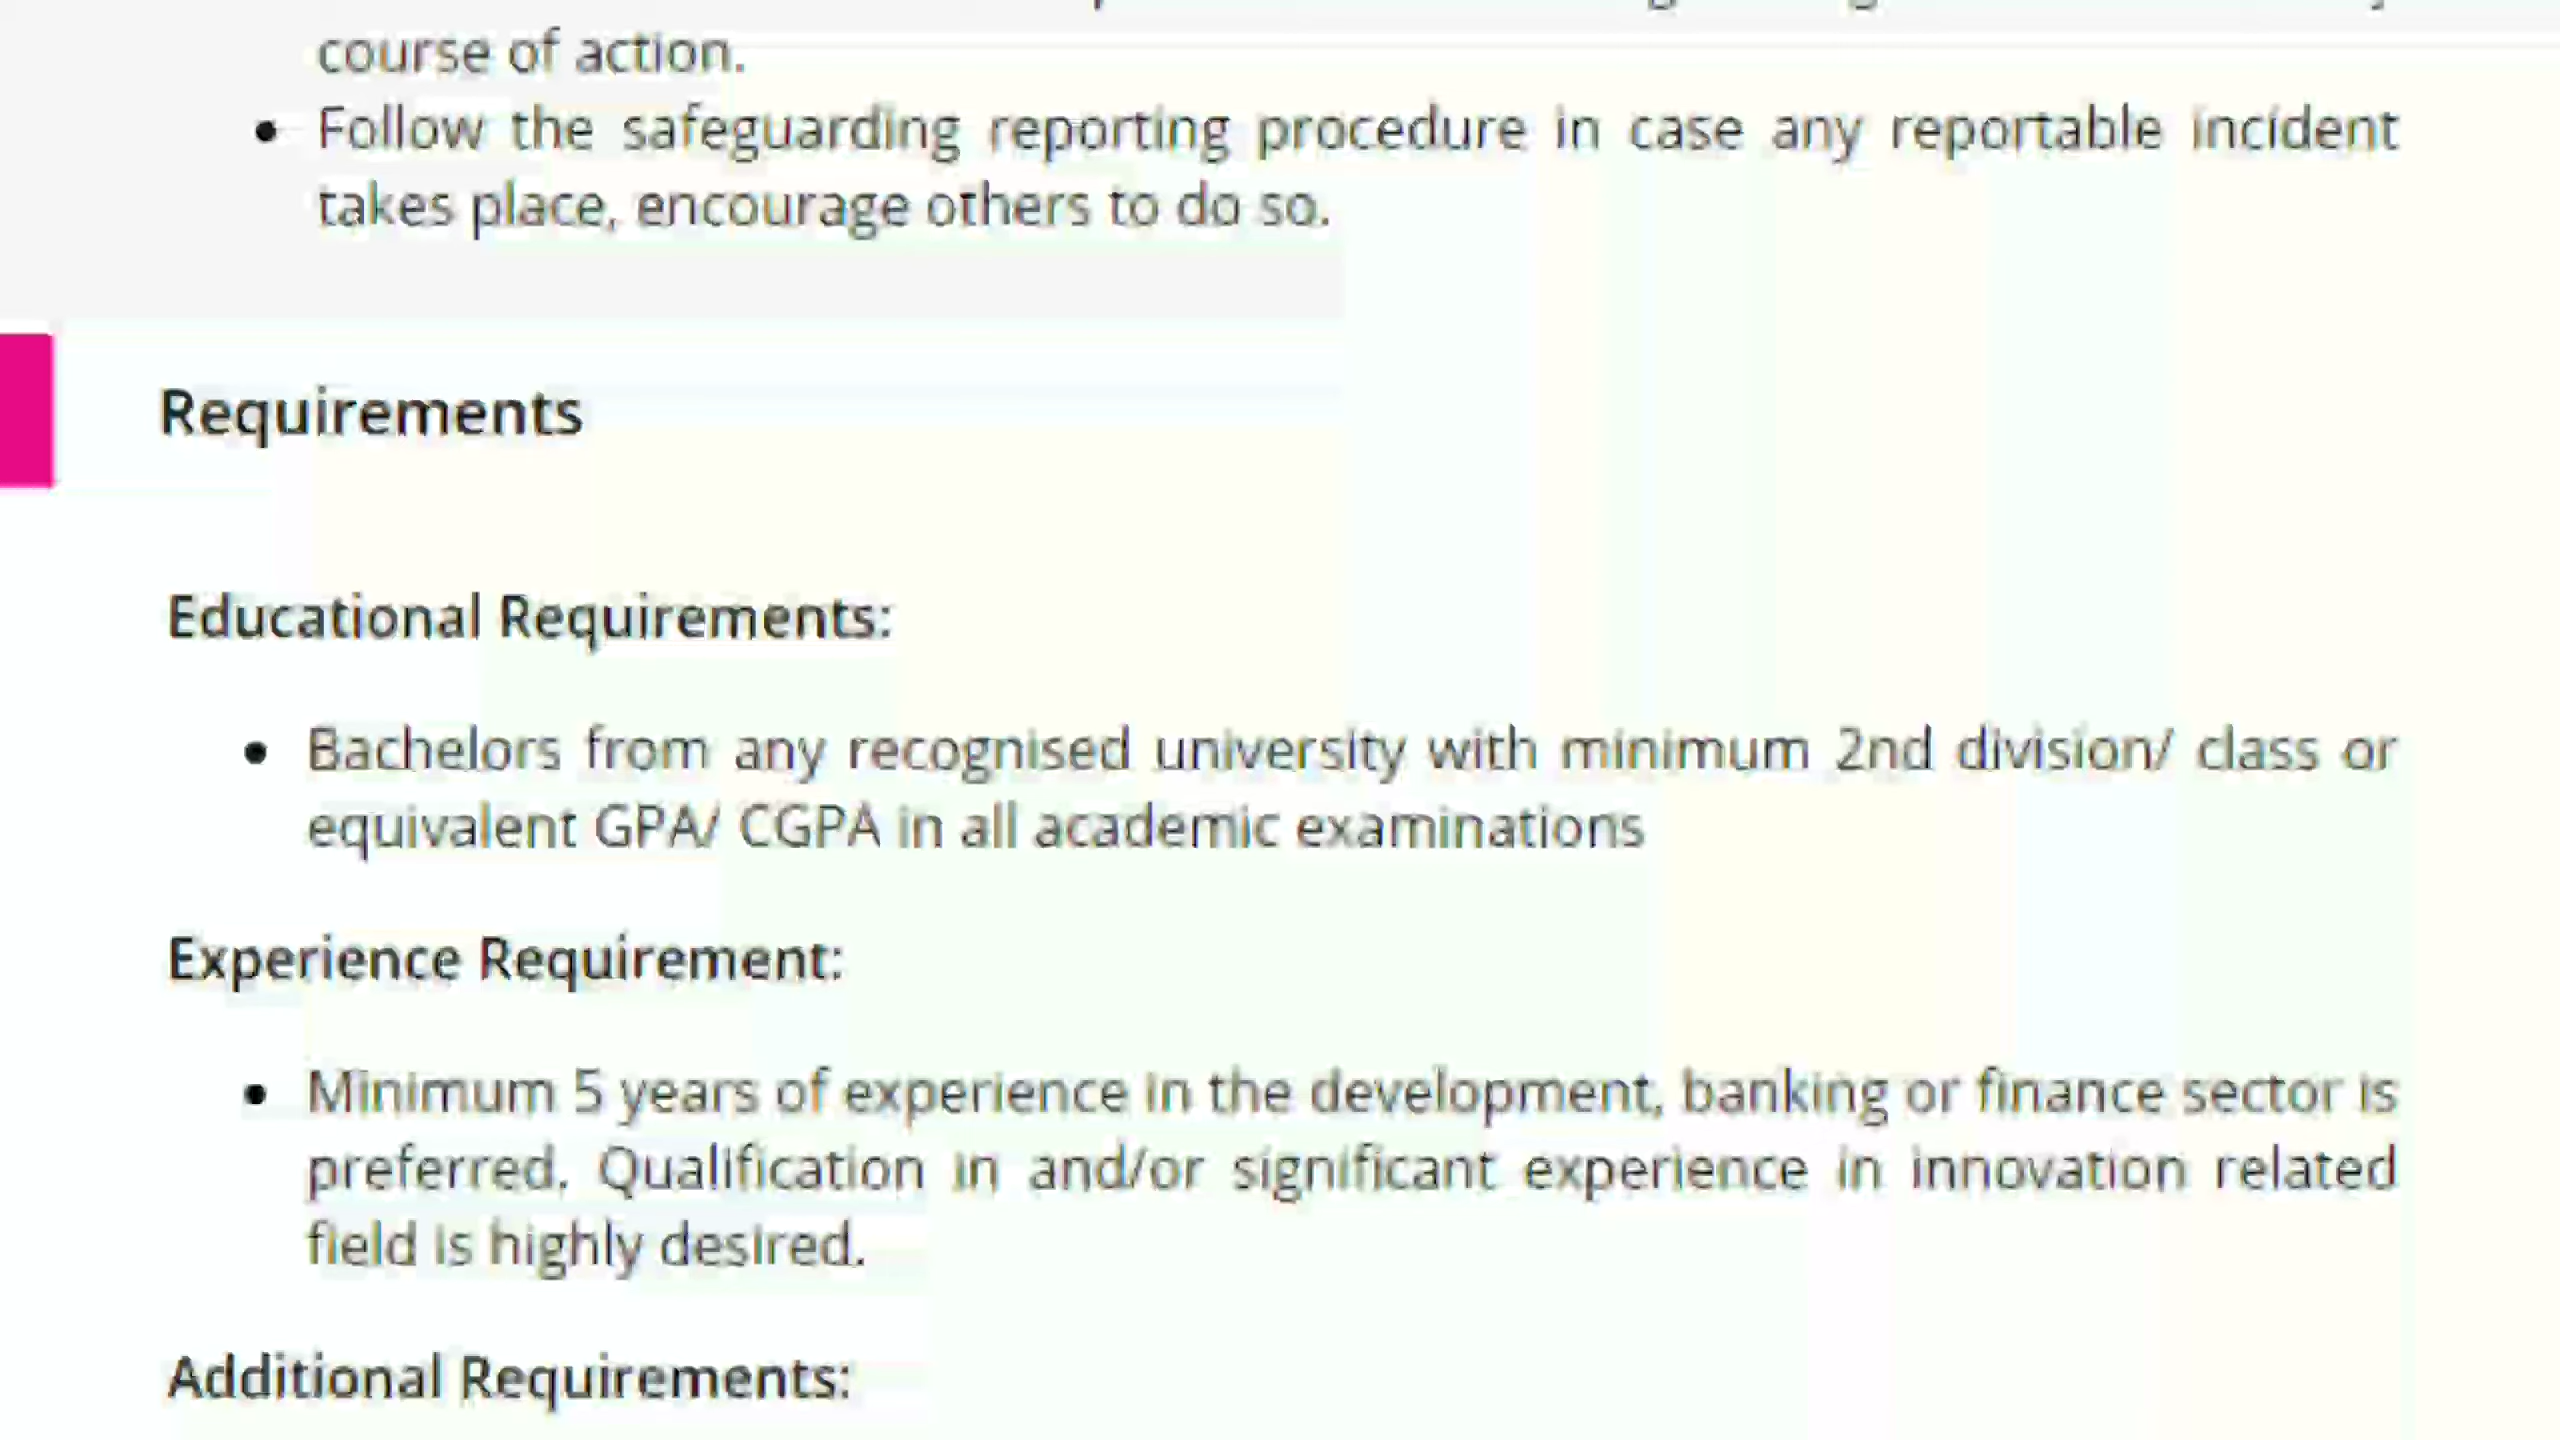 course of action.
• Follow the safeguarding reporting procedure in case any reportable incident
takes place, encourage others to do so.
Requirements
Educational Requirements:
• Bachelors from any recognised university with minimum 2nd division/ class or
equivalent GPA/ CGPA in all academic examinations
Experience Requirement:
• Minimum 5 years of experience in the development, banking or finance sector is
preferred. Qualification in and/or significant experience in innovation related
field is highly desired.
Additional Requirements: